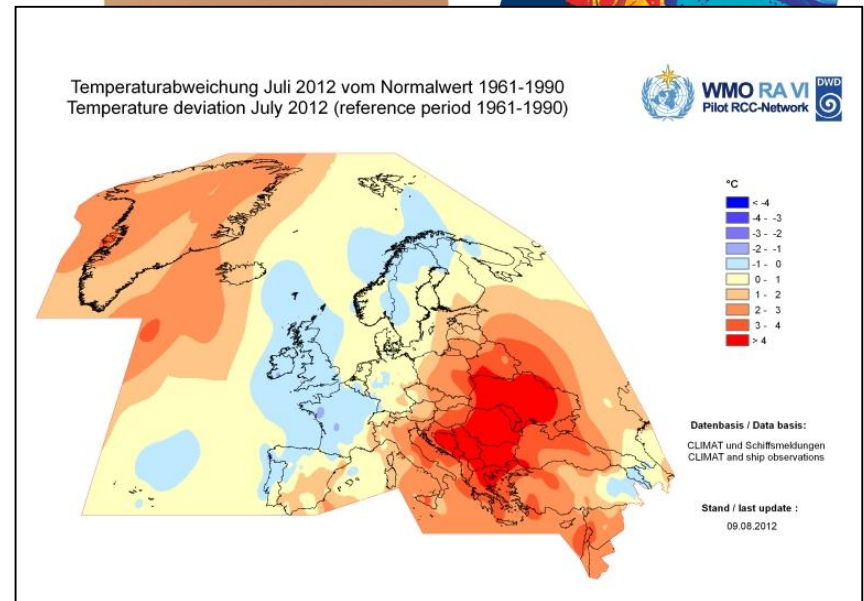 Temperaturabweichung Juli 2012 vom Normalwert 1961-1990
Temperature deviation July 2012 (reference period 1961-1990)
WMO RA VI
Pilot RCC-Network
DWD
°C
< -4
-4 - -3
-3 - -2
-2 - -1
-1 - 0
0 - 1
1 - 2
2 - 3
3 - 4
> 4
Datenbasis / Data basis:
CLIMAT und Schiffsmeldungen
CLIMAT and ship observations
Stand / last update :
09.08.2012